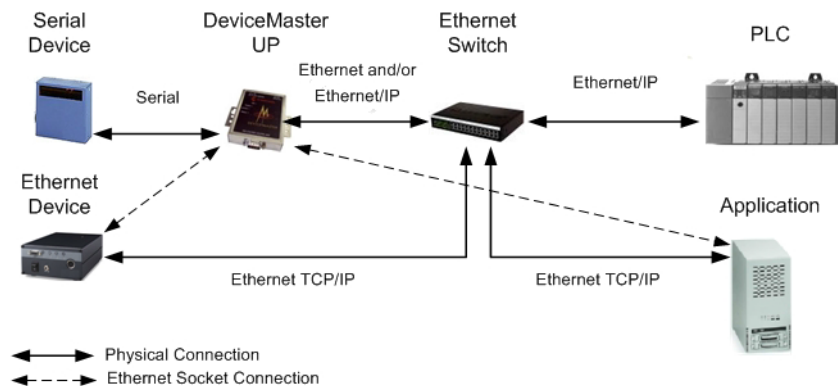 Serial
Device
DeviceMaster
UP
Ethernet
Switch
PLC
Serial
Ethernet and/or
Ethernet/IP
Ethernet/IP
Ethernet
Device
Application
Ethernet TCP/IP
Ethernet TCP/IP
Physical Connection
Ethernet Socket Connection